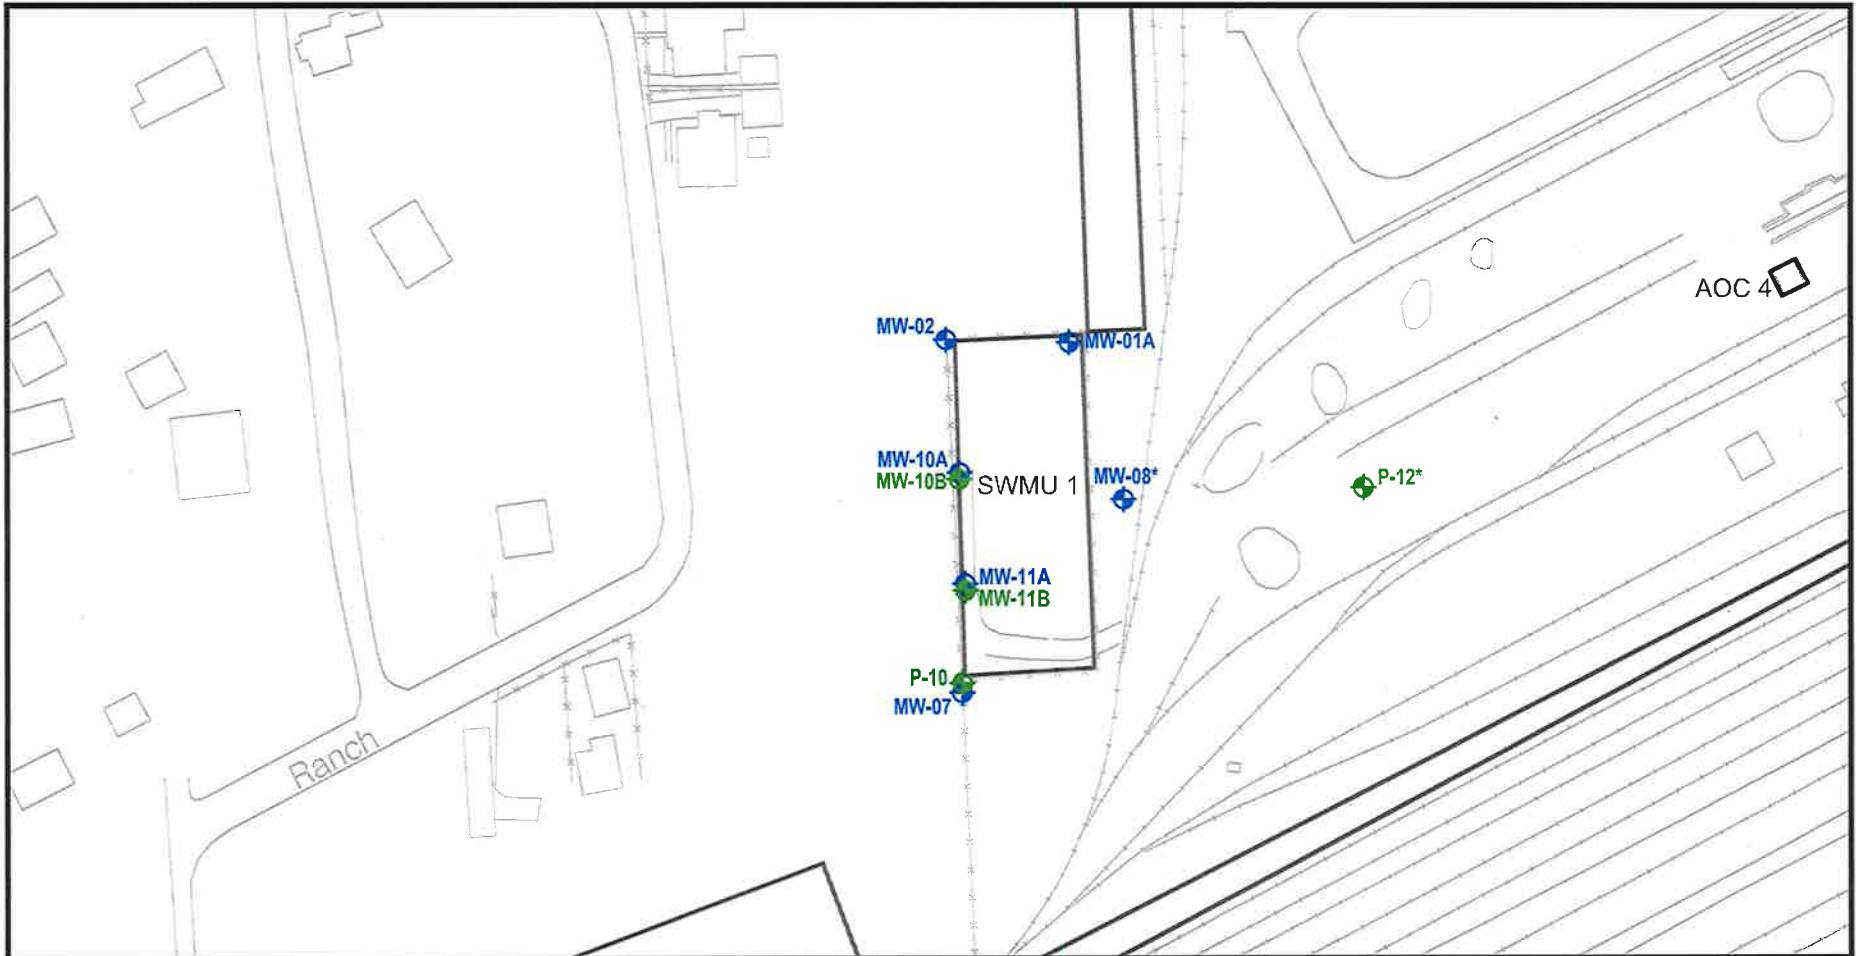 AOC 4
MW-02
MW-01A
MW-10A
MW-10B
SWMU 1
MW-08*
P-12*
MW-11A
MW-11B
P-10
MW-07
Ranch